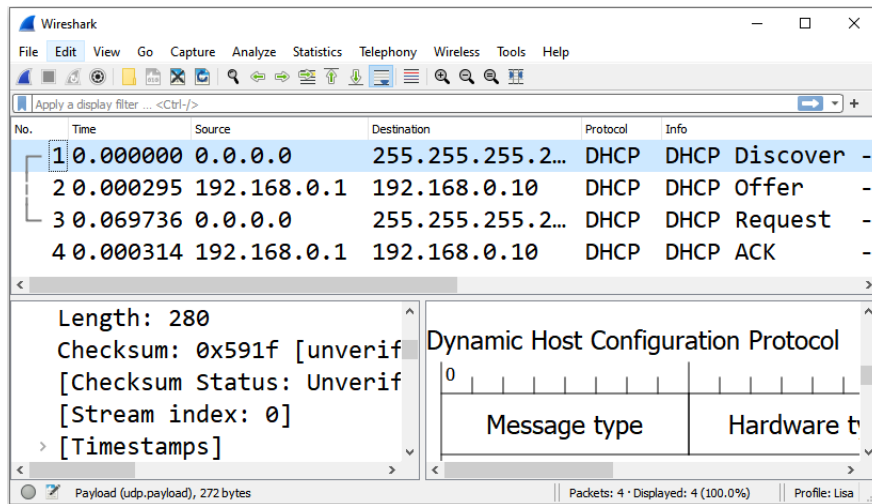 Wireshark
File Edit View Go Capture Analyze Statistics Telephony Wireless Tools Help
Apply a display filter ... <Ctrl-/>
No. Time Source Destination Protocol Info
1 0.000000 0.0.0.0 255.255.255.2... DHCP DHCP Discover -
2 0.000295 192.168.0.1 192.168.0.10 DHCP DHCP Offer -
3 0.069736 0.0.0.0 255.255.255.2... DHCP DHCP Request -
4 0.000314 192.168.0.1 192.168.0.10 DHCP DHCP ACK -
Length: 280
Checksum: 0x591f [unverif
[Checksum Status: Unverif
[Stream index: 0]
[Timestamps]
Dynamic Host Configuration Protocol
0
Message type Hardware ty
Payload (udp.payload), 272 bytes Packets: 4 · Displayed: 4 (100.0%) Profile: Lisa